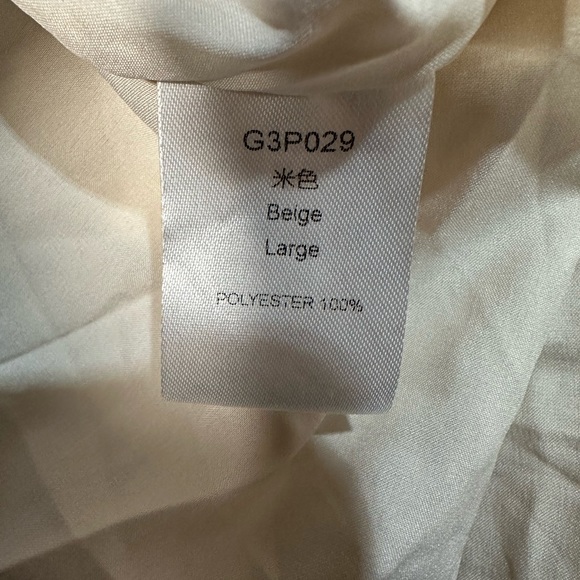 G3P029
米色
Beige
Large
POLYESTER 100%